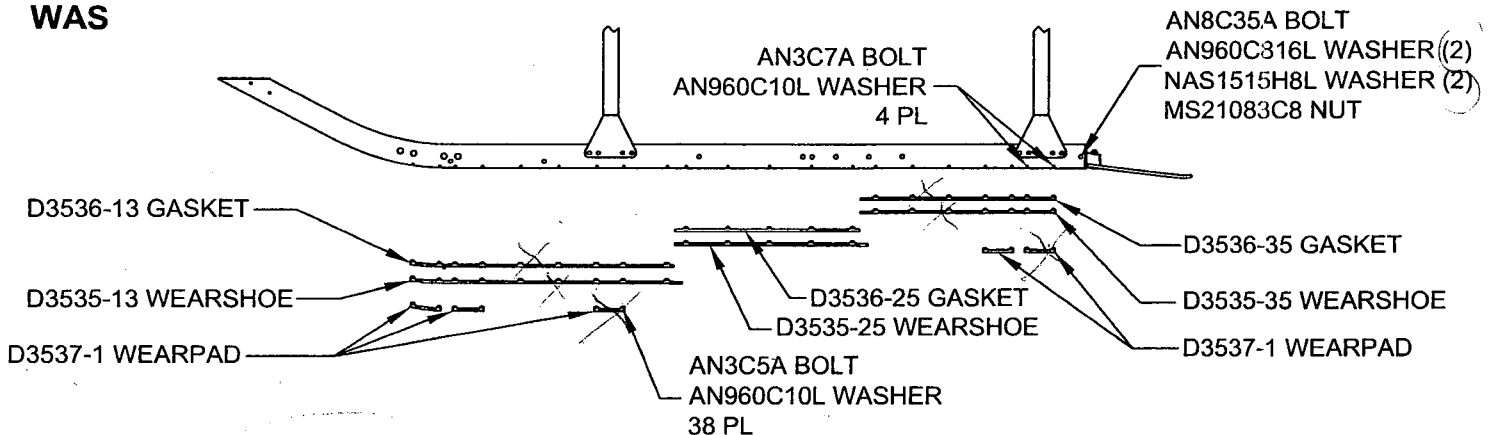 WAS
AN3C7A BOLT
AN960C10L WASHER
4 PL
AN8C35A BOLT
AN960C816L WASHER (2)
NAS1515H8L WASHER (2)
MS21083C8 NUT
D3536-13 GASKET
D3535-13 WEARSHOE
D3537-1 WEARPAD
D3536-25 GASKET
D3535-25 WEARSHOE
AN3C5A BOLT
AN960C10L WASHER
38 PL
D3536-35 GASKET
D3535-35 WEARSHOE
D3537-1 WEARPAD